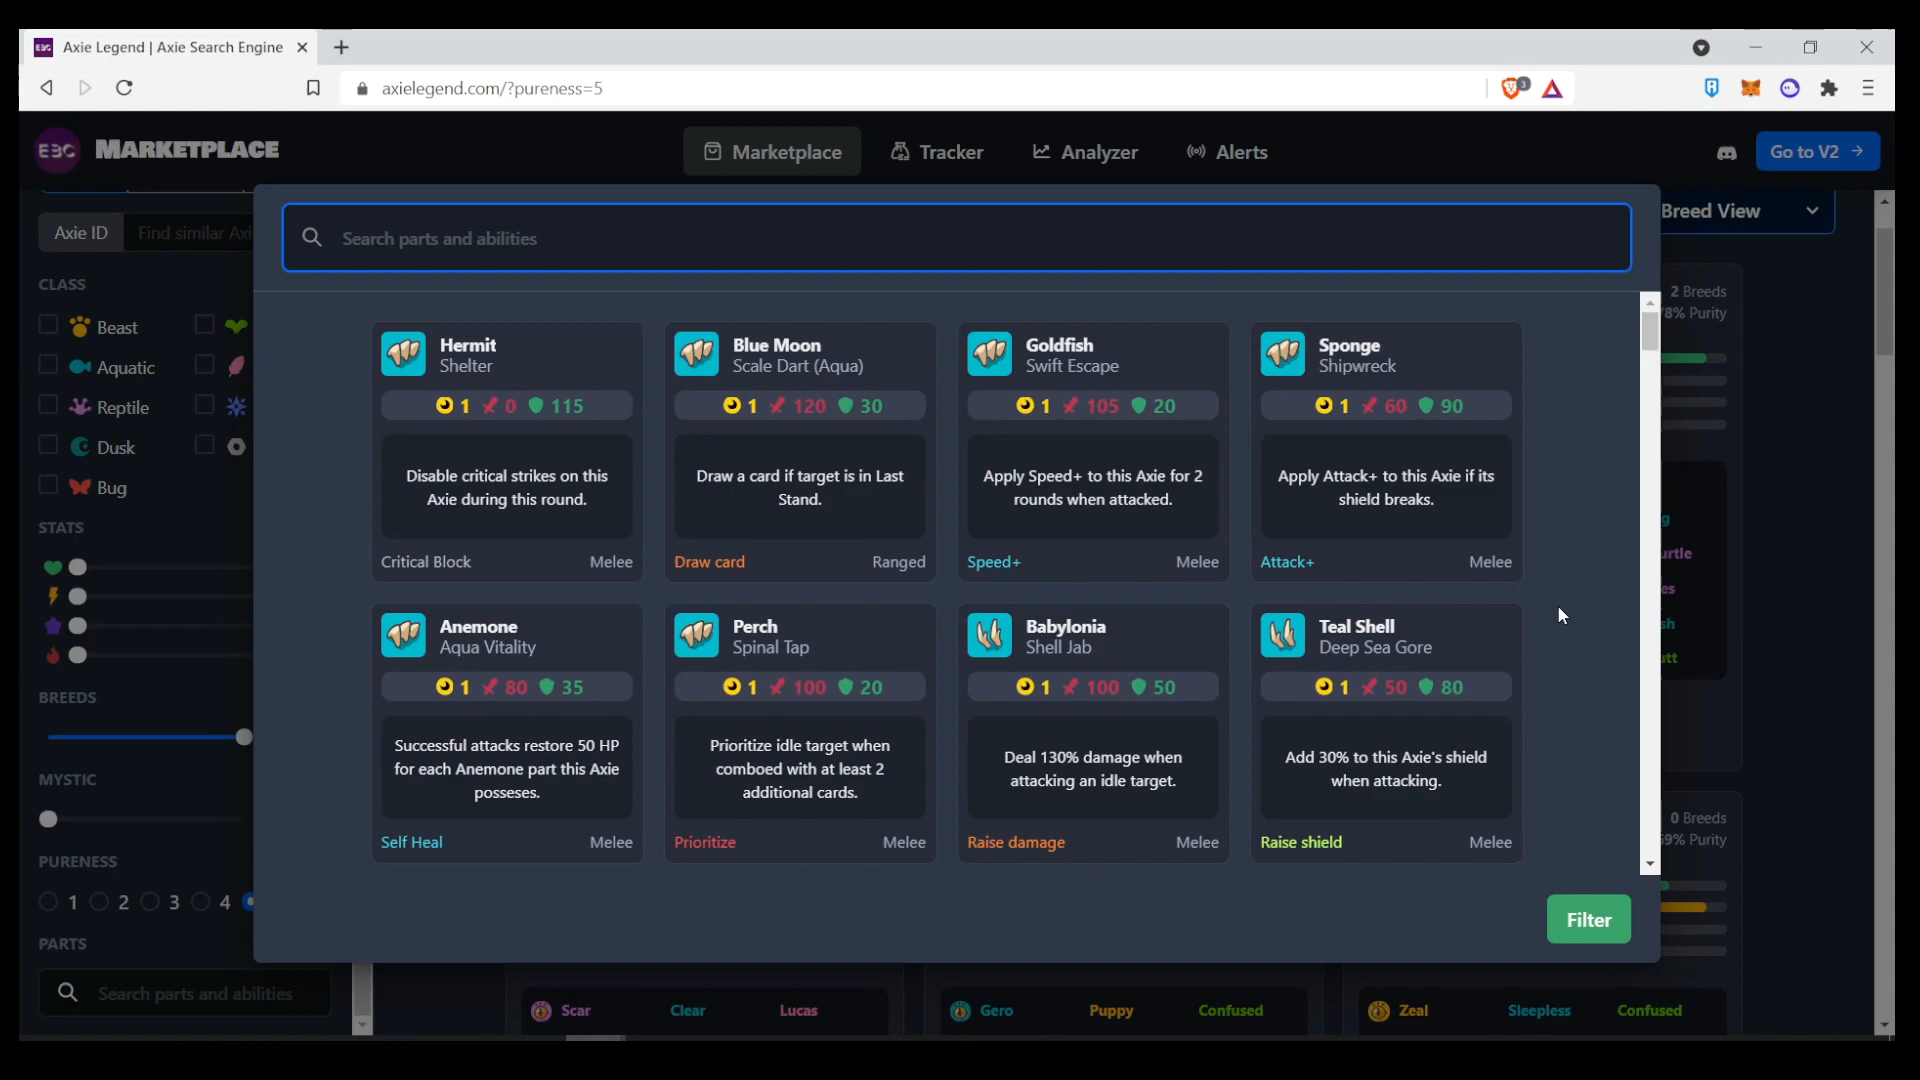 Axie Legend | Axie Search Engine
axielegend.com/?pureness=5
3
E3C
MARKETPLACE
Marketplace
Tracker
Analyzer
Alerts
Go to V2
Axie ID
Find similar Axi
Breed View
Search parts and abilities
CLASS
Beast
Aquatic
Reptile
Dusk
Bug
STATS
BREEDS
MYSTIC
PURENESS
1 2 3 4
PARTS
Search parts and abilities
Hermit
Shelter
1 0 115
Disable critical strikes on this
Axie during this round.
Critical Block Melee
Blue Moon
Scale Dart (Aqua)
1 120 30
Draw a card if target is in Last
Stand.
Draw card Ranged
Goldfish
Swift Escape
1 105 20
Apply Speed+ to this Axie for 2
rounds when attacked.
Speed+ Melee
Sponge
Shipwreck
1 60 90
Apply Attack+ to this Axie if its
shield breaks.
Attack+ Melee
Anemone
Aqua Vitality
1 80 35
Successful attacks restore 50 HP
for each Anemone part this Axie
posseses.
Self Heal Melee
Perch
Spinal Tap
1 100 20
Prioritize idle target when
comboed with at least 2
additional cards.
Prioritize Melee
Babylonia
Shell Jab
1 100 50
Deal 130% damage when
attacking an idle target.
Raise damage Melee
Teal Shell
Deep Sea Gore
1 50 80
Add 30% to this Axie's shield
when attacking.
Raise shield Melee
Filter
2 Breeds
8% Purity
0 Breeds
9% Purity
Scar Clear Lucas
Gero Puppy Confused
Zeal Sleepless Confused